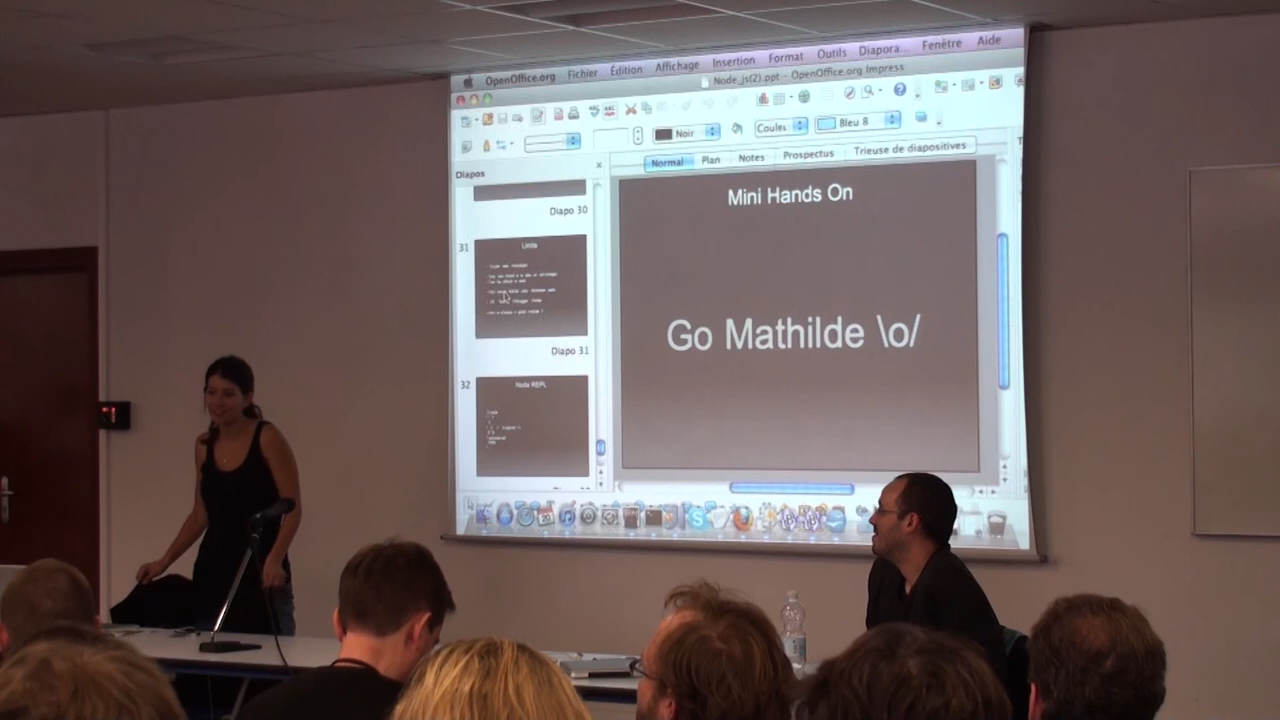 OpenOffice.org Fichier Édition Affichage Insertion Format Outils Diapora Fenêtre Aide
Node_js(2).ppt - OpenOffice.org Impress
Noir Coule Bleu 8
Diapos
Normal Plan Notes Prospectus Trieuse de diapositives
Diapo 30
31
Limits
Diapo 31
32
Node REPL
Mini Hands On
Go Mathilde \o/